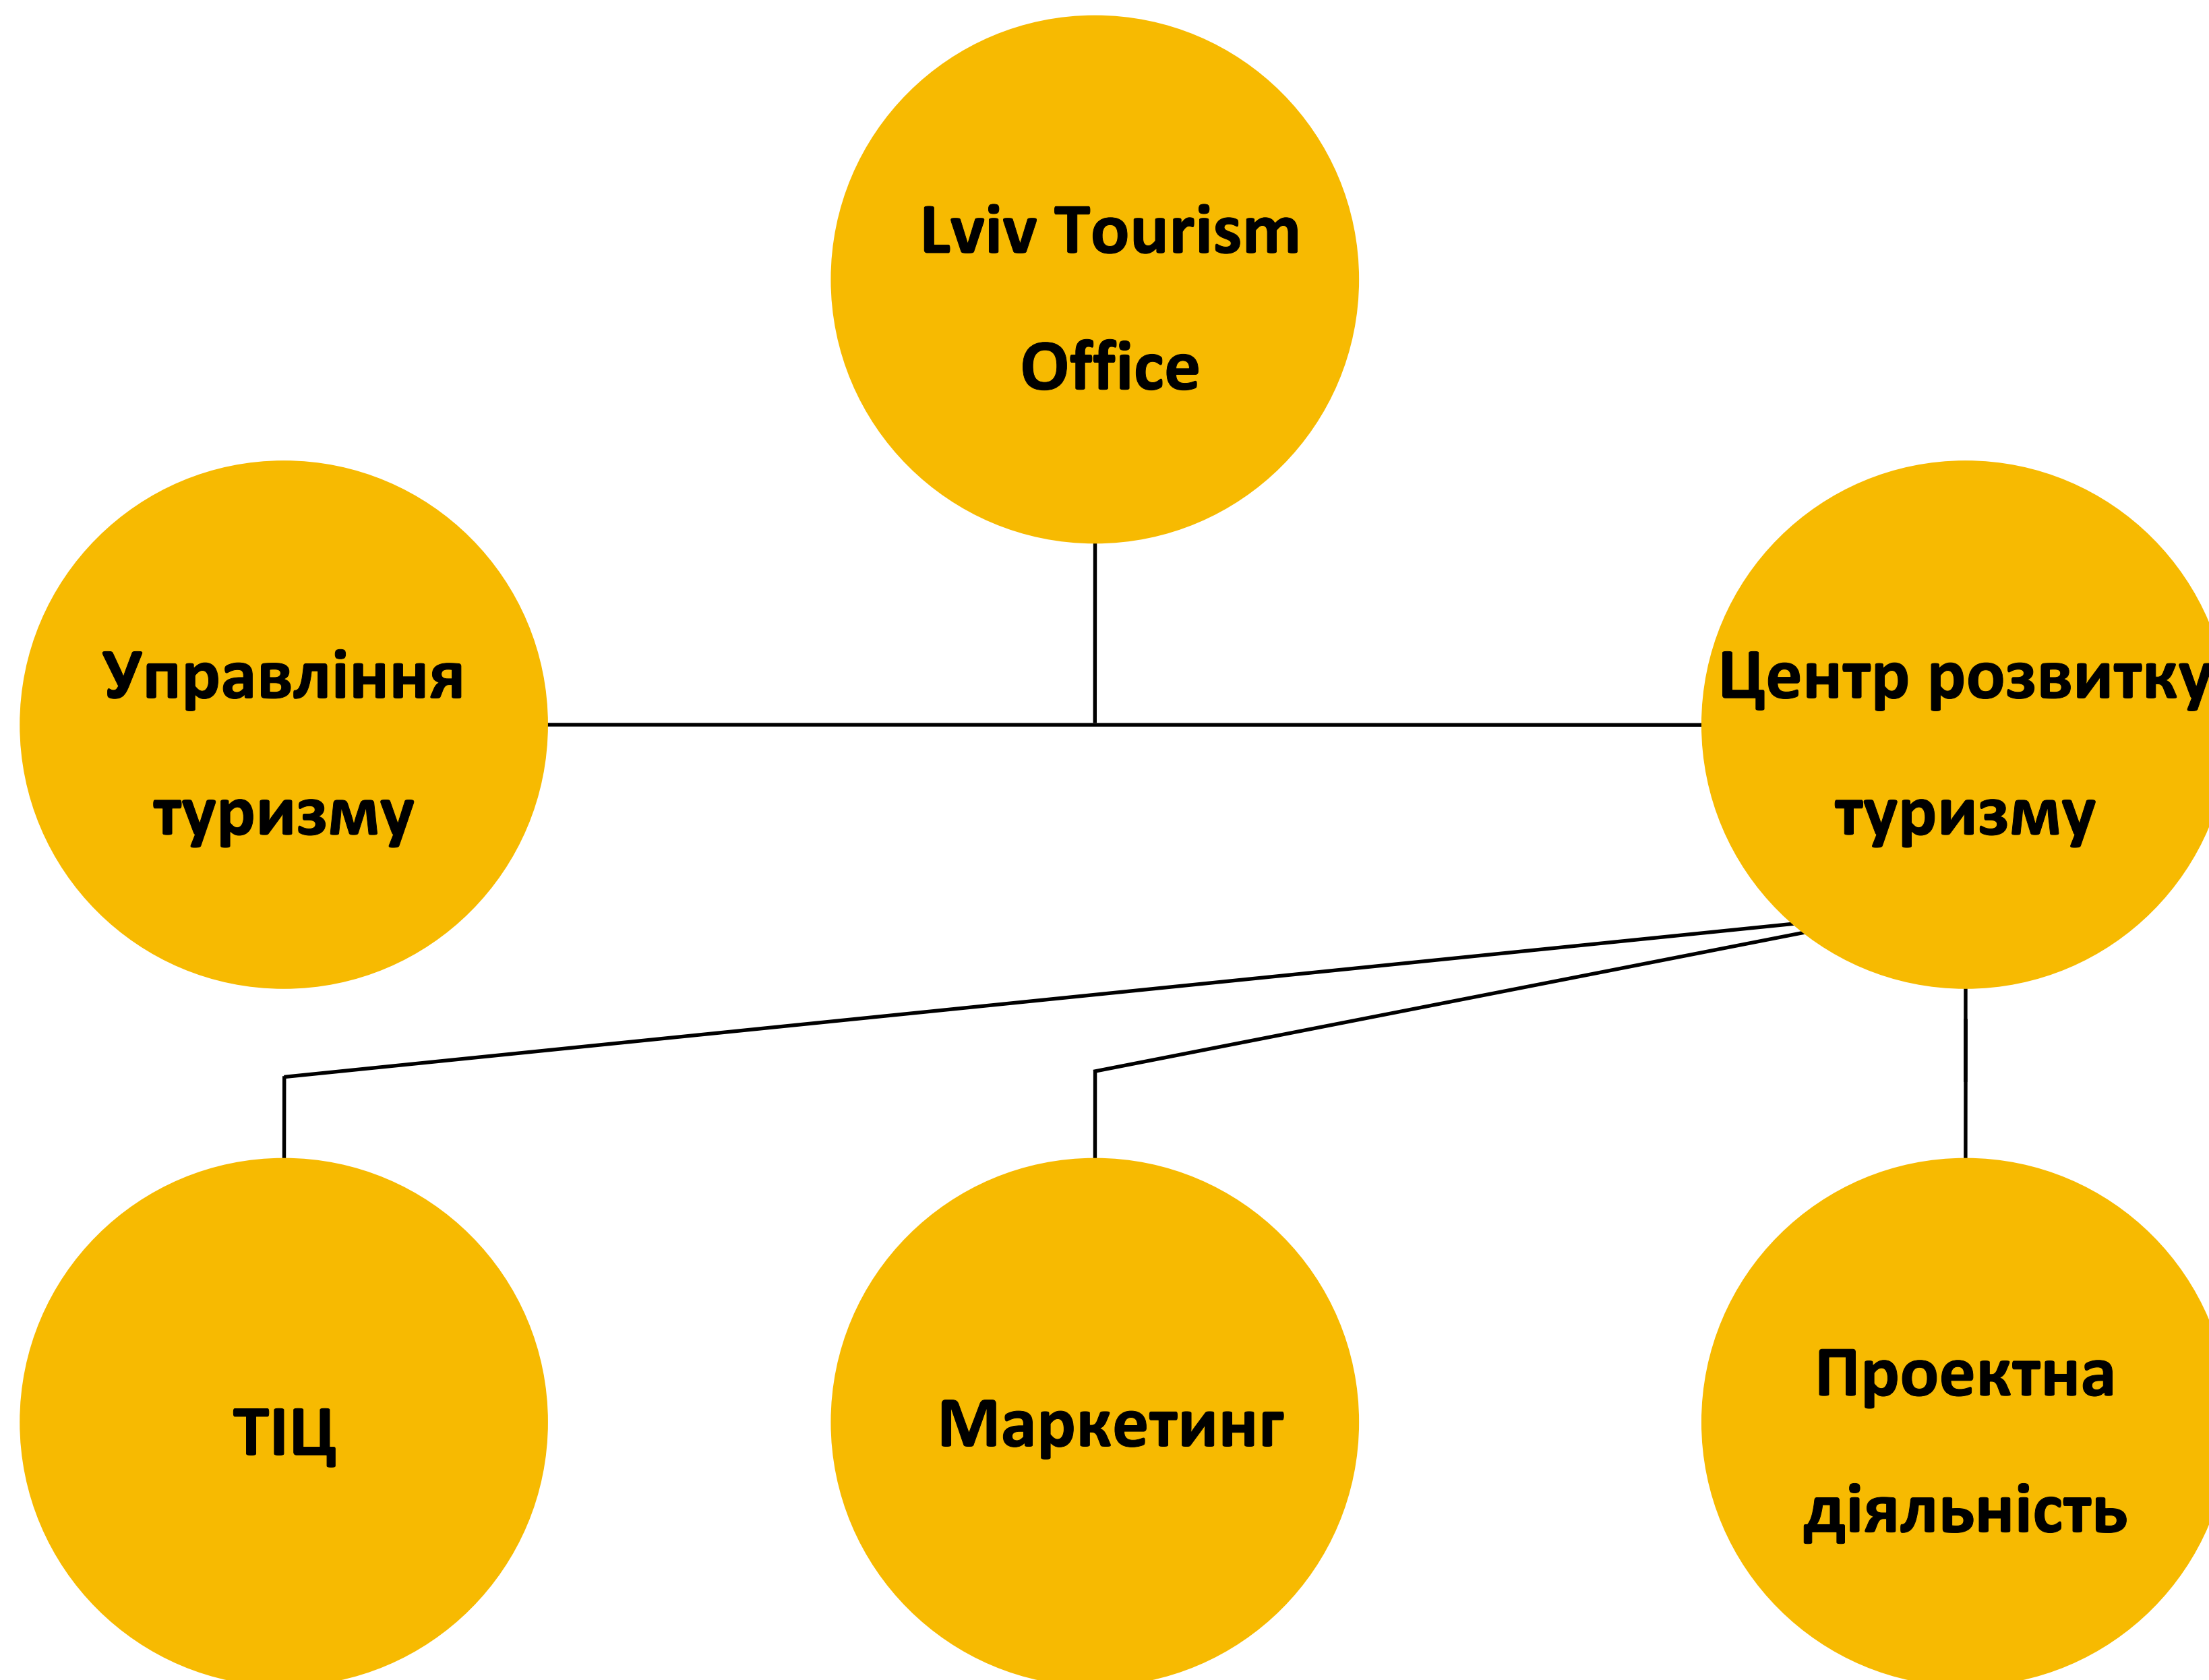 Lviv Tourism
Office
Управління
туризму
Центр розвитку
туризму
ТІЦ
Маркетинг
Проектна
діяльність